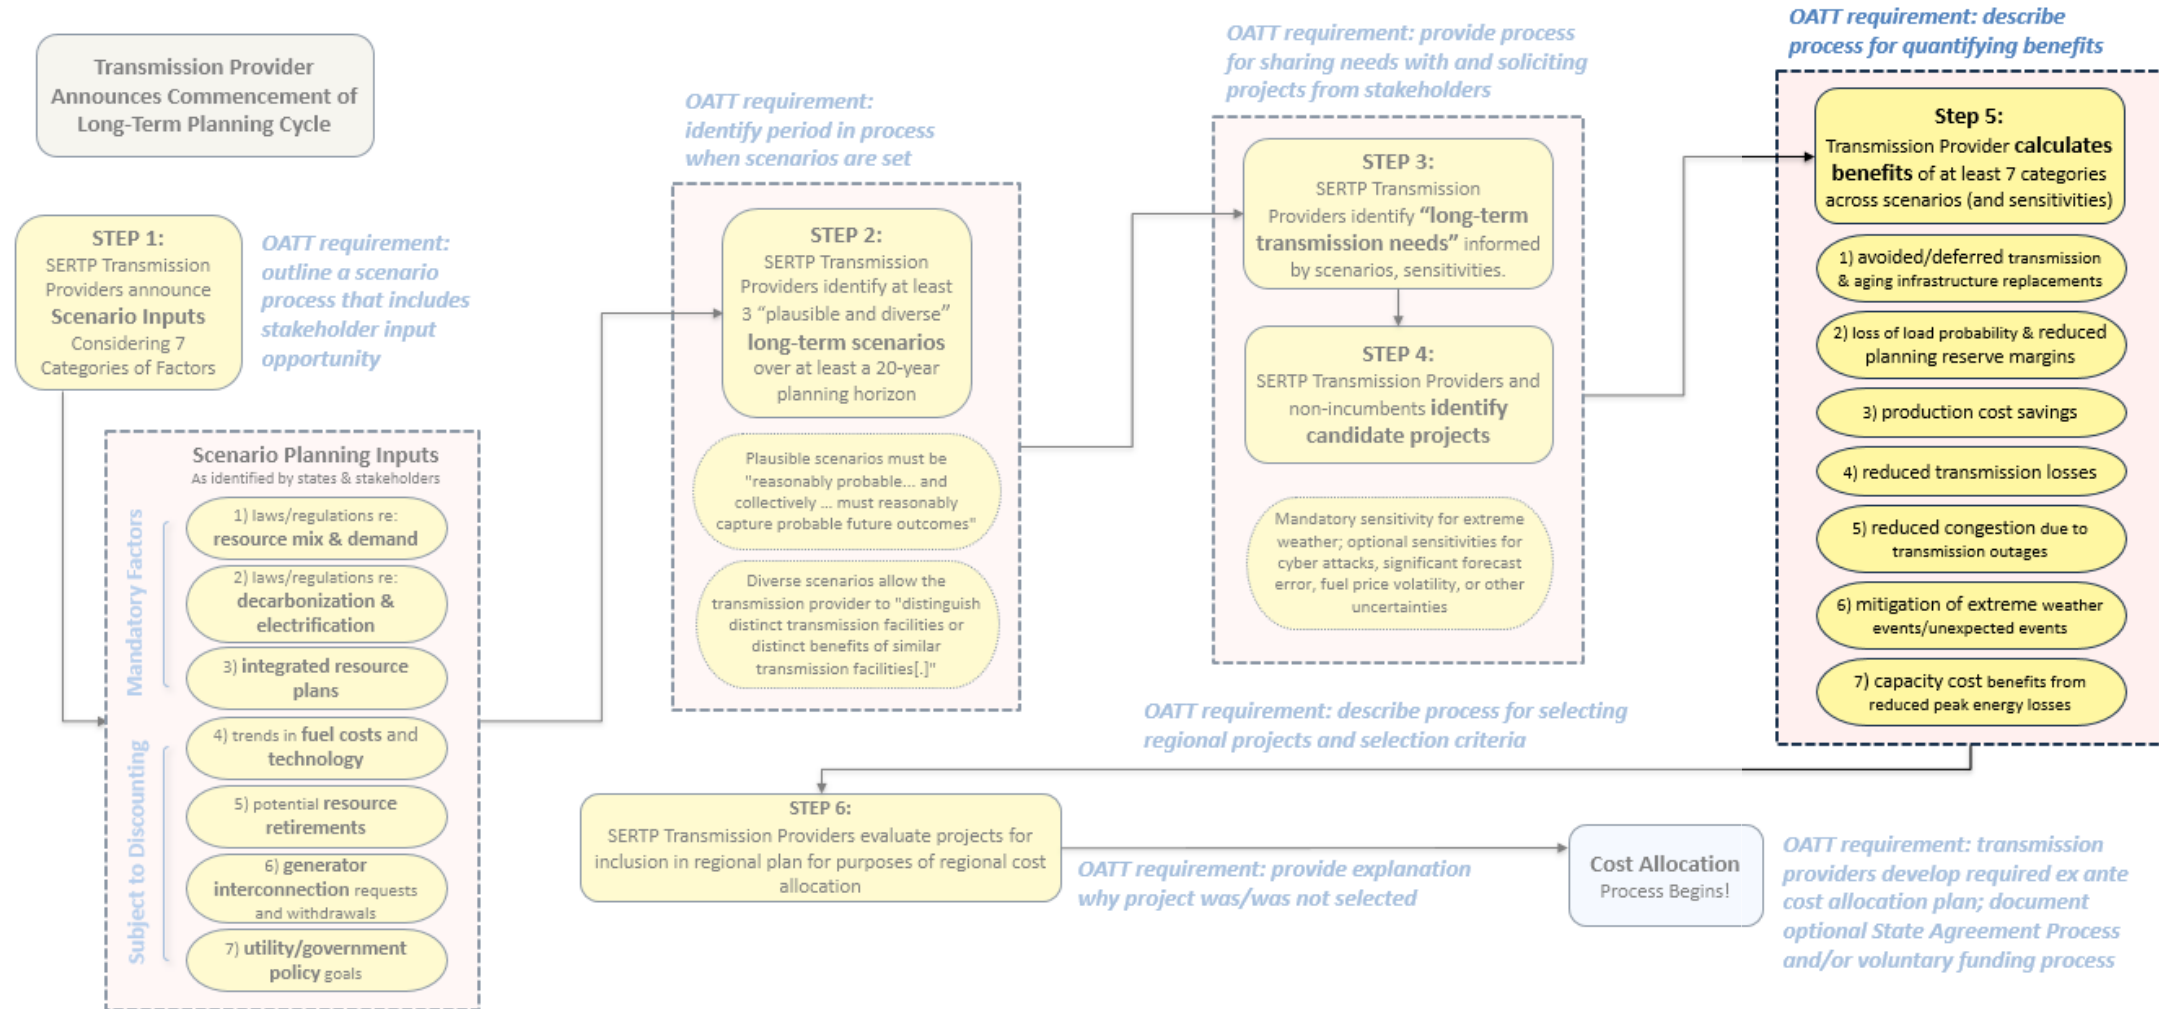 Transmission Provider
Announces Commencement of
Long-Term Planning Cycle
STEP 1:
SERTP Transmission
Providers announce
Scenario Inputs
Considering 7
Categories of Factors
OATT requirement:
outline a scenario
process that includes
stakeholder input
opportunity
Scenario Planning Inputs
As identified by states & stakeholders
Mandatory Factors
1) laws/regulations re:
resource mix & demand
2) laws/regulations re:
decarbonization &
electrification
3) integrated resource
plans
Subject to Discounting
4) trends in fuel costs and
technology
5) potential resource
retirements
6) generator
interconnection requests
and withdrawals
7) utility/government
policy goals
OATT requirement:
identify period in process
when scenarios are set
STEP 2:
SERTP Transmission
Providers identify at least
3 “plausible and diverse”
long-term scenarios
over at least a 20-year
planning horizon
Plausible scenarios must be
"reasonably probable... and
collectively ... must reasonably
capture probable future outcomes"
Diverse scenarios allow the
transmission provider to "distinguish
distinct transmission facilities or
distinct benefits of similar
transmission facilities[.]"
OATT requirement: provide process
for sharing needs with and soliciting
projects from stakeholders
STEP 3:
SERTP Transmission
Providers identify “long-term
transmission needs” informed
by scenarios, sensitivities.
STEP 4:
SERTP Transmission Providers and
non-incumbents identify
candidate projects
Mandatory sensitivity for extreme
weather; optional sensitivities for
cyber attacks, significant forecast
error, fuel price volatility, or other
uncertainties
OATT requirement: describe
process for quantifying benefits
Step 5:
Transmission Provider calculates
benefits of at least 7 categories
across scenarios (and sensitivities)
1) avoided/deferred transmission
& aging infrastructure replacements
2) loss of load probability & reduced
planning reserve margins
3) production cost savings
4) reduced transmission losses
5) reduced congestion due to
transmission outages
6) mitigation of extreme weather
events/unexpected events
7) capacity cost benefits from
reduced peak energy losses
OATT requirement: describe process for selecting
regional projects and selection criteria
STEP 6:
SERTP Transmission Providers evaluate projects for
inclusion in regional plan for purposes of regional cost
allocation
OATT requirement: provide explanation
why project was/was not selected
Cost Allocation
Process Begins!
OATT requirement: transmission
providers develop required ex ante
cost allocation plan; document
optional State Agreement Process
and/or voluntary funding process